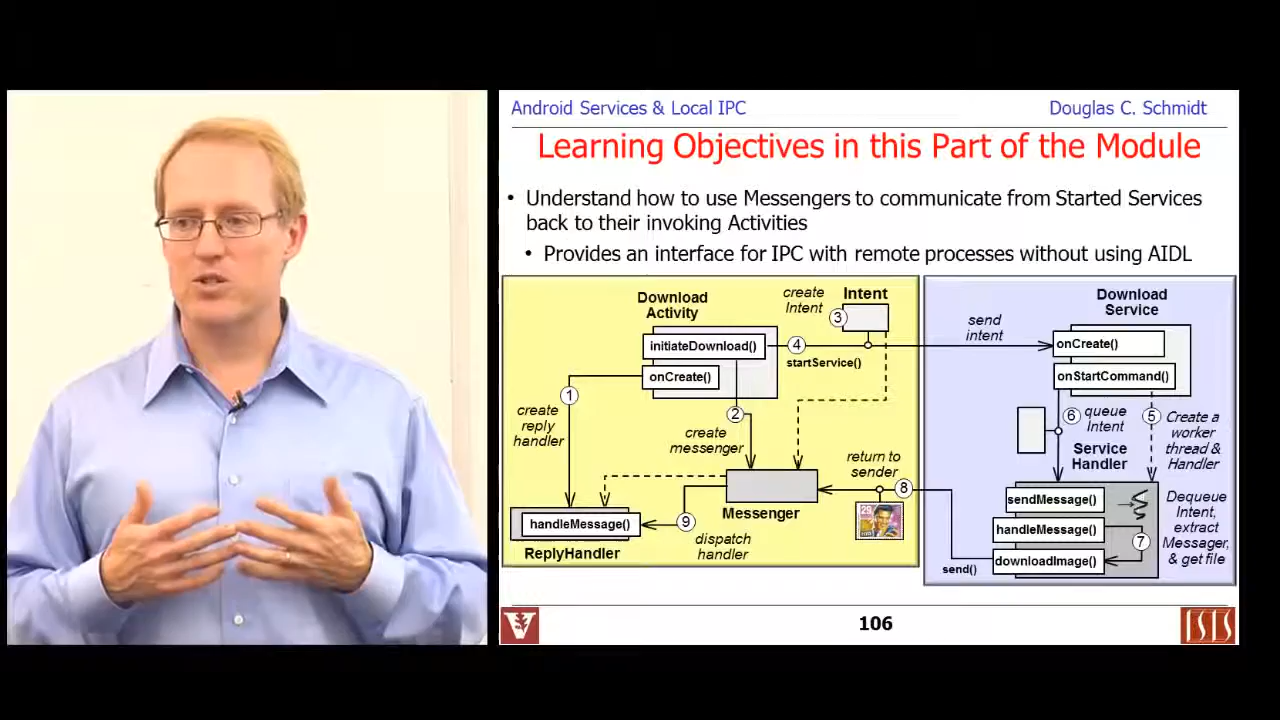 Android Services & Local IPC
Douglas C. Schmidt
Learning Objectives in this Part of the Module
• Understand how to use Messengers to communicate from Started Services
back to their invoking Activities
• Provides an interface for IPC with remote processes without using AIDL
Download
Activity
initiateDownload()
onCreate()
create
Intent
Intent
3
4
startService()
send
intent
1
create
reply
handler
2
create
messenger
Messenger
return to
sender
8
29
handleMessage()
ReplyHandler
9
dispatch
handler
Download
Service
onCreate()
onStartCommand()
6
queue
Intent
5
Create a
worker
thread &
Handler
Service
Handler
sendMessage()
handleMessage()
downloadImage()
7
Dequeue
Intent,
extract
Messager,
& get file
send()
106
V
ISIS